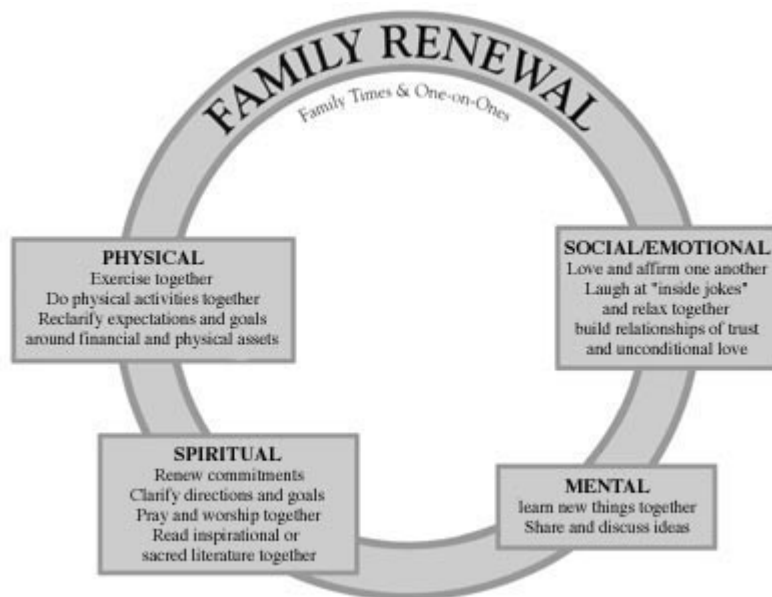 FAMILY RENEWAL
Family Times & One-on-Ones
PHYSICAL
Exercise together
Do physical activities together
Reclarify expectations and goals
around financial and physical assets
SOCIAL/EMOTIONAL
Love and affirm one another
Laugh at "inside jokes"
and relax together
build relationships of trust
and unconditional love
SPIRITUAL
Renew commitments
Clarify directions and goals
Pray and worship together
Read inspirational or
sacred literature together
MENTAL
learn new things together
Share and discuss ideas